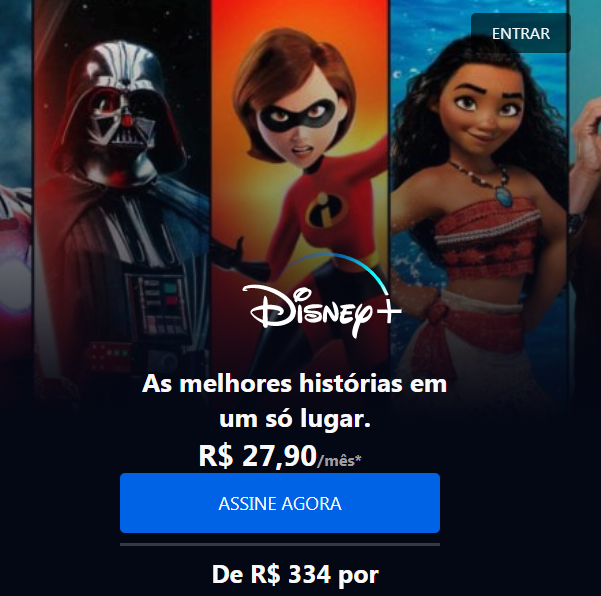 ENTRAR
Disney+
As melhores histórias em
um só lugar.
R$ 27,90/mês*
ASSINE AGORA
De R$ 334 por